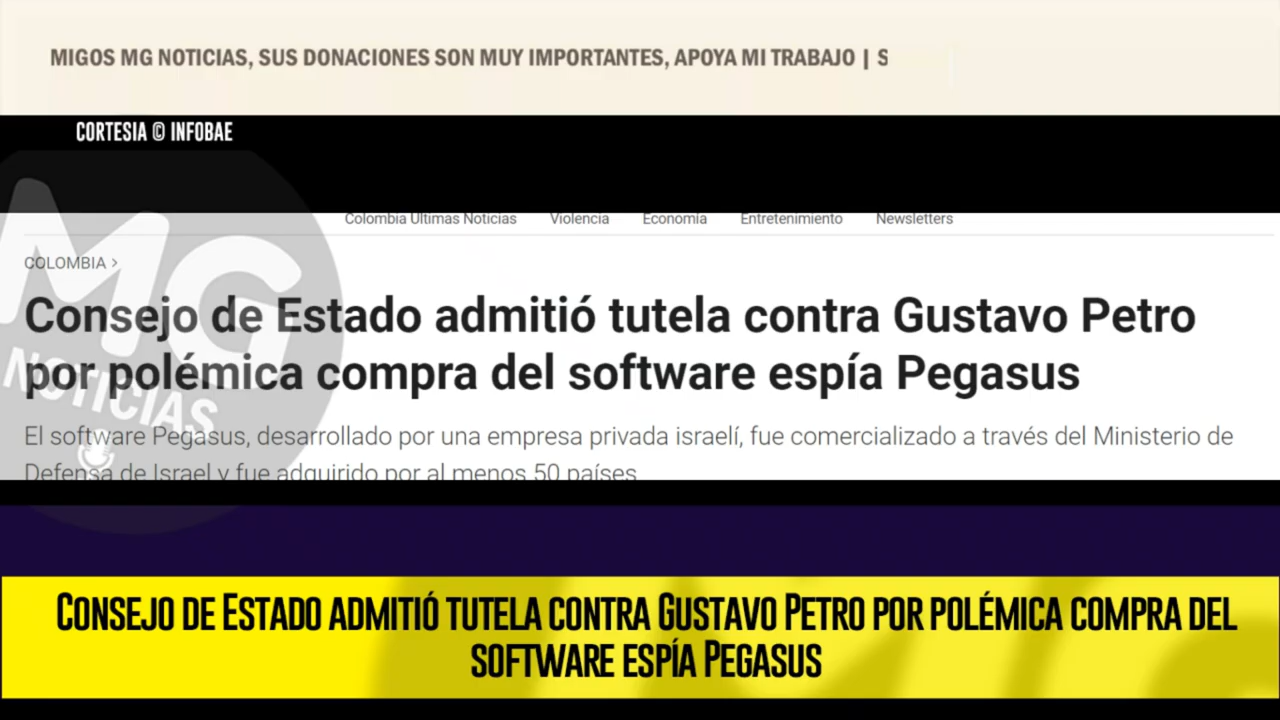 MIGOS MG NOTICIAS, SUS DONACIONES SON MUY IMPORTANTES, APOYA MI TRABAJO | S
CORTESIA © INFOBAE
Colombia Últimas Noticias Violencia Economía Entretenimiento Newsletters
COLOMBIA >
Consejo de Estado admitió tutela contra Gustavo Petro
por polémica compra del software espía Pegasus
El software Pegasus, desarrollado por una empresa privada israelí, fue comercializado a través del Ministerio de
Defensa de Israel y fue adquirido por al menos 50 países
MG
NOTICIAS
CONSEJO DE ESTADO ADMITIÓ TUTELA CONTRA GUSTAVO PETRO POR POLÉMICA COMPRA DEL
SOFTWARE ESPÍA PEGASUS